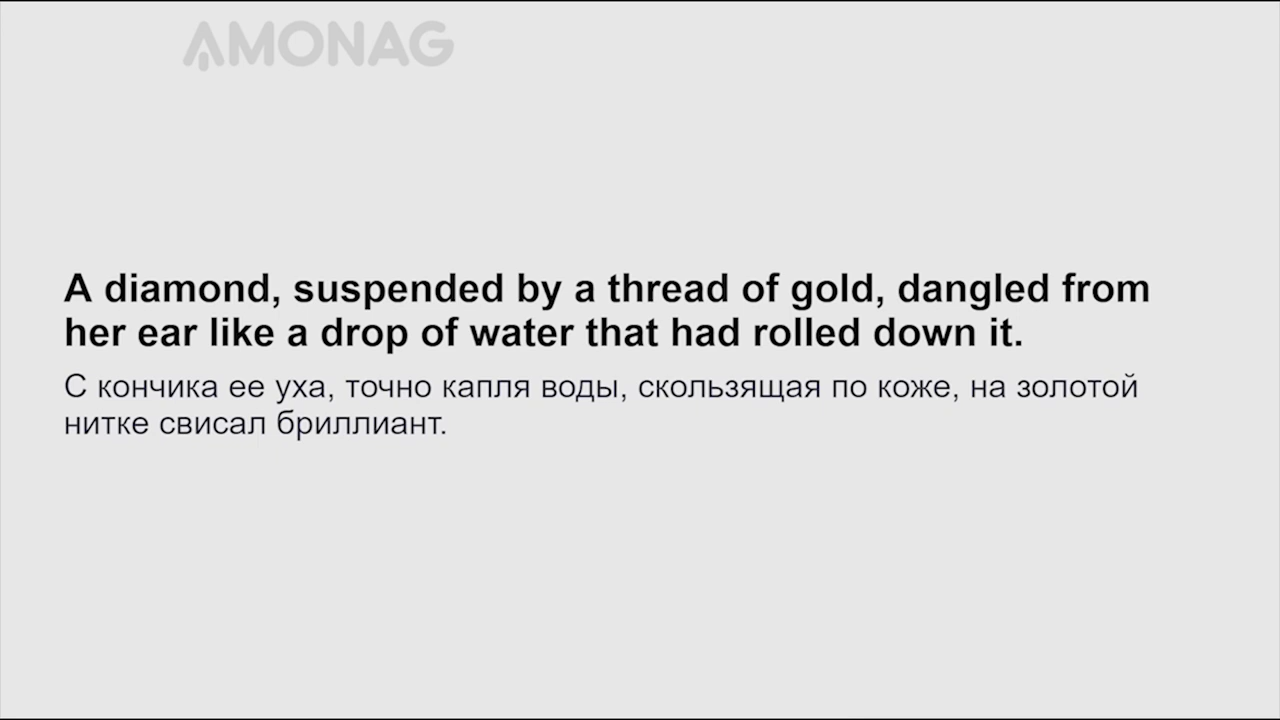 AMONAG
A diamond, suspended by a thread of gold, dangled from
her ear like a drop of water that had rolled down it.
С кончика ее уха, точно капля воды, скользящая по коже, на золотой
нитке свисал бриллиант.